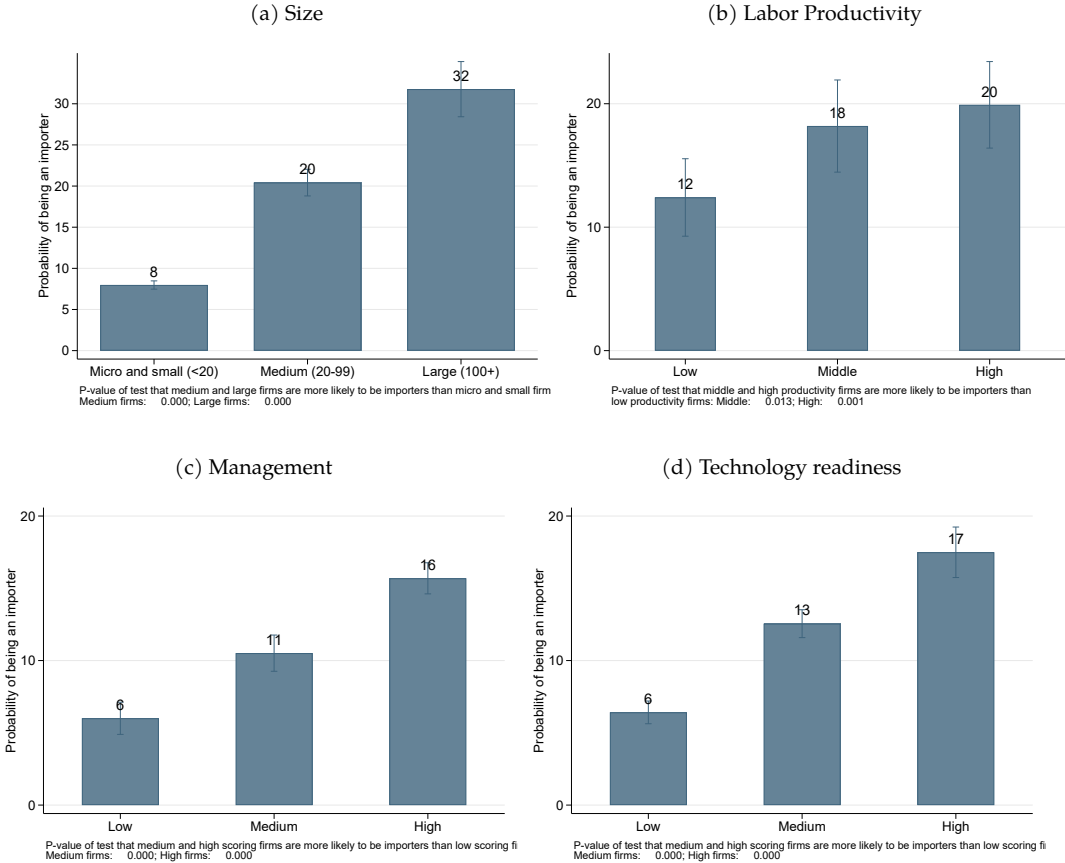 (a) Size
Probability of being an importer
30
25
20
15
10
5
0
8
20
32
Micro and small (<20) Medium (20-99) Large (100+)
P-value of test that medium and large firms are more likely to be importers than micro and small firm
Medium firms: 0.000; Large firms: 0.000
(b) Labor Productivity
Probability of being an importer
20
10
0
12
18
20
Low Middle High
P-value of test that middle and high productivity firms are more likely to be importers than
low productivity firms: Middle: 0.013; High: 0.001
(c) Management
Probability of being an importer
20
10
0
6
11
16
Low Medium High
P-value of test that medium and high scoring firms are more likely to be importers than low scoring fi
Medium firms: 0.000; High firms: 0.000
(d) Technology readiness
Probability of being an importer
20
10
0
6
13
17
Low Medium High
P-value of test that medium and high scoring firms are more likely to be importers than low scoring fi
Medium firms: 0.000; High firms: 0.000